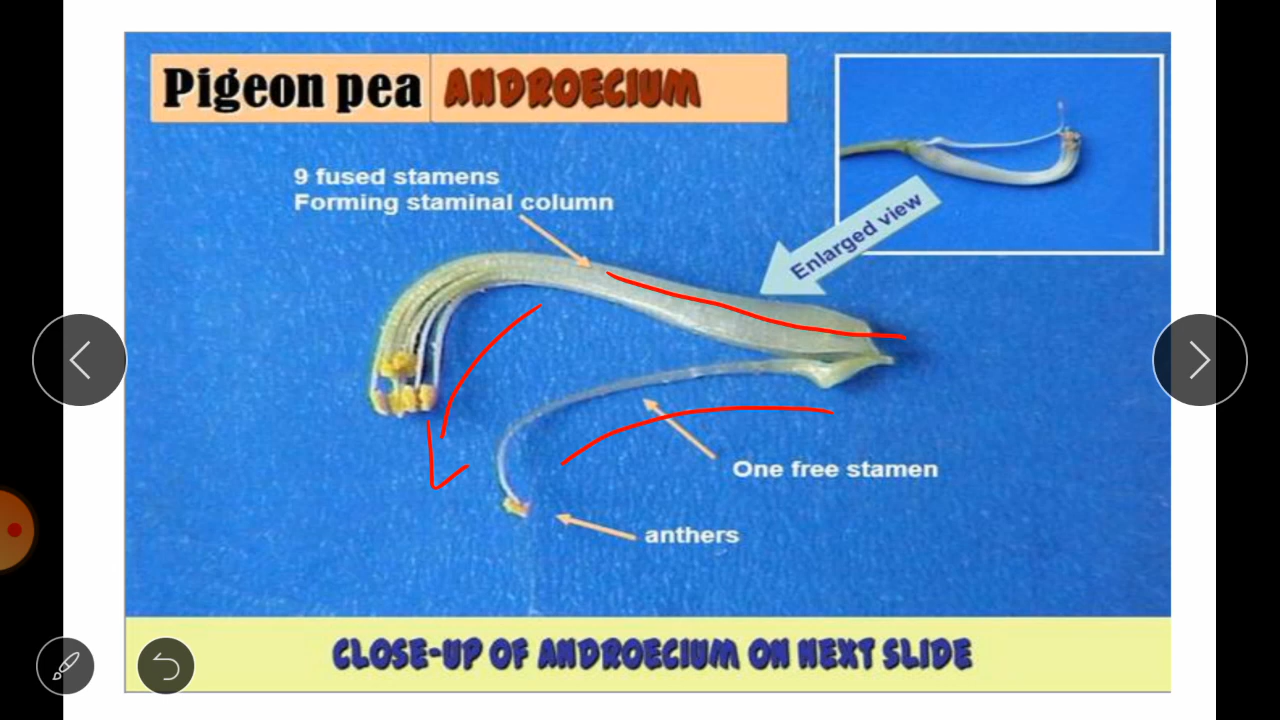 Pigeon pea ANDROECIUM
9 fused stamens
Forming staminal column
Enlarged view
One free stamen
anthers
CLOSE-UP OF ANDROECIUM ON NEXT SLIDE